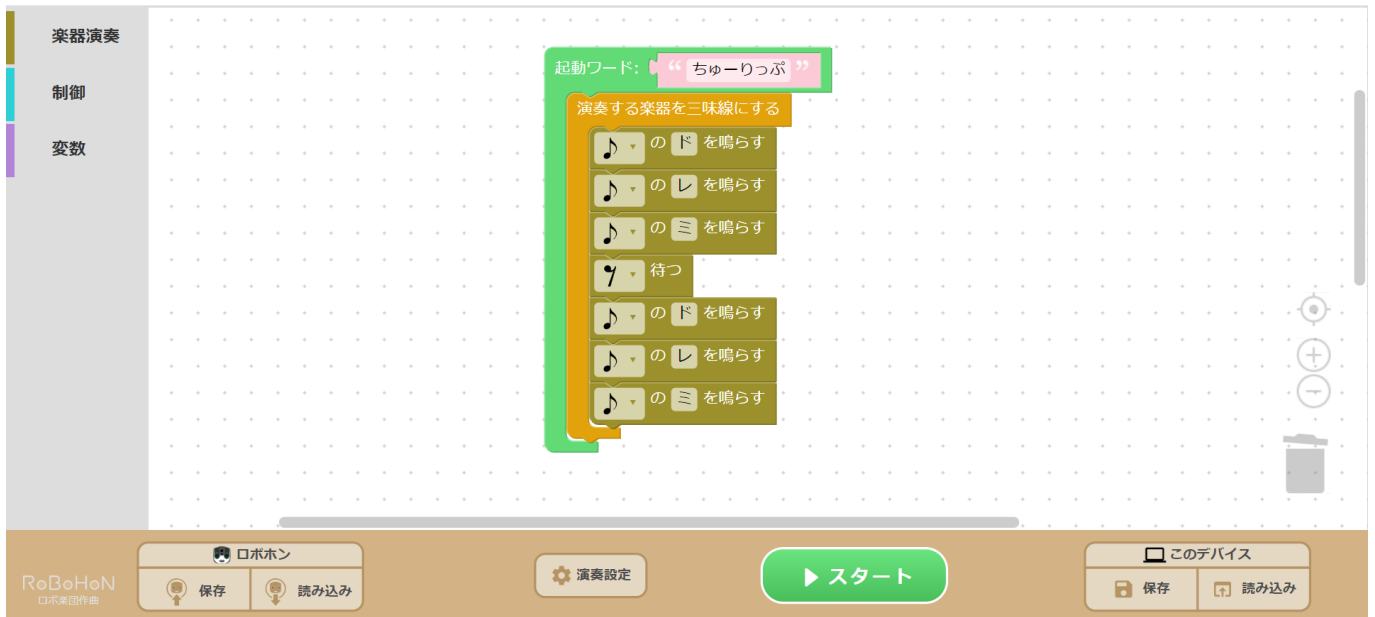 楽器演奏
制御
変数
起動ワード: “ ちゅーりっぷ ”
演奏する楽器を三味線にする
♪ の ド を鳴らす
♪ の レ を鳴らす
♪ の ミ を鳴らす
待つ
♪ の ド を鳴らす
♪ の レ を鳴らす
♪ の ミ を鳴らす
RoBoHoN
ロボ楽団作曲
ロボホン
保存
読み込み
演奏設定
スタート
このデバイス
保存
読み込み